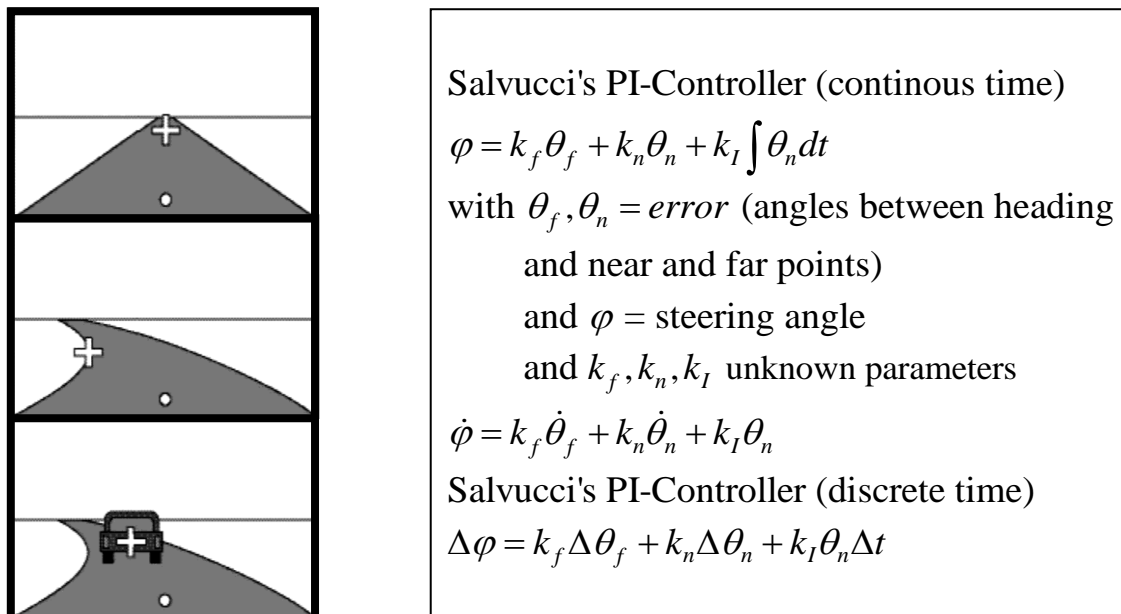 Salvucci's PI-Controller (continous time)
φ = k_f θ_f + k_n θ_n + k_I ∫ θ_n dt
with θ_f , θ_n = error (angles between heading
and near and far points)
and φ = steering angle
and k_f , k_n , k_I unknown parameters
φ̇ = k_f θ̇_f + k_n θ̇_n + k_I θ_n
Salvucci's PI-Controller (discrete time)
Δφ = k_f Δθ_f + k_n Δθ_n + k_I θ_n Δt